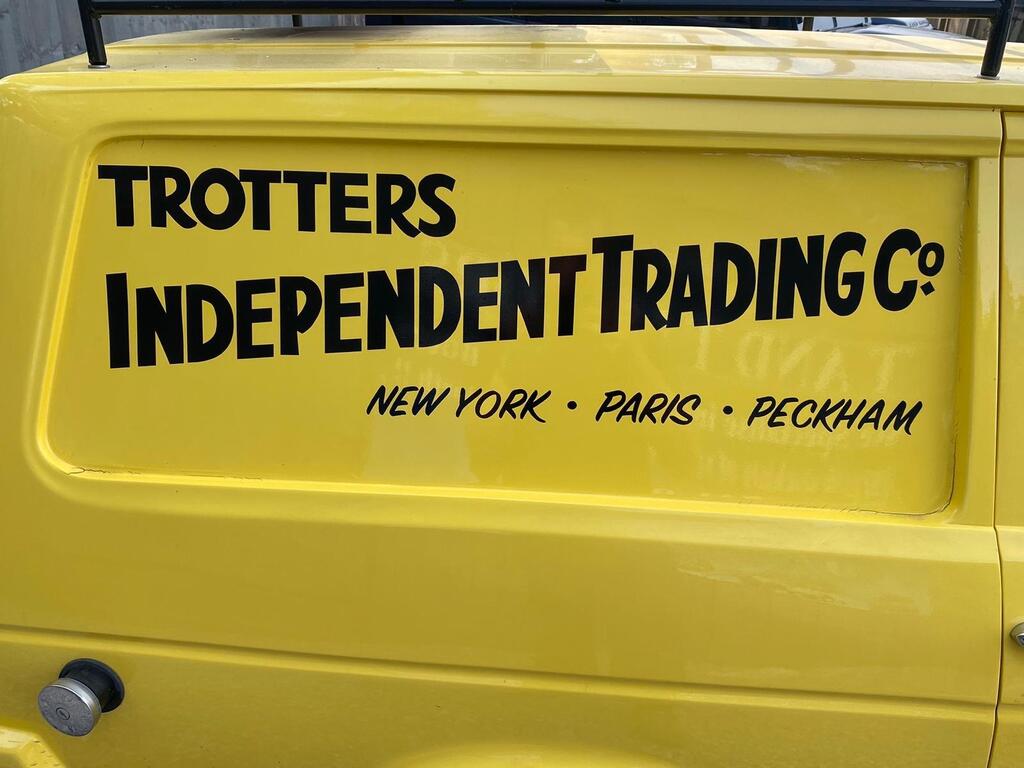 TROTTERS
INDEPENDENT TRADING Co.
NEW YORK • PARIS • PECKHAM